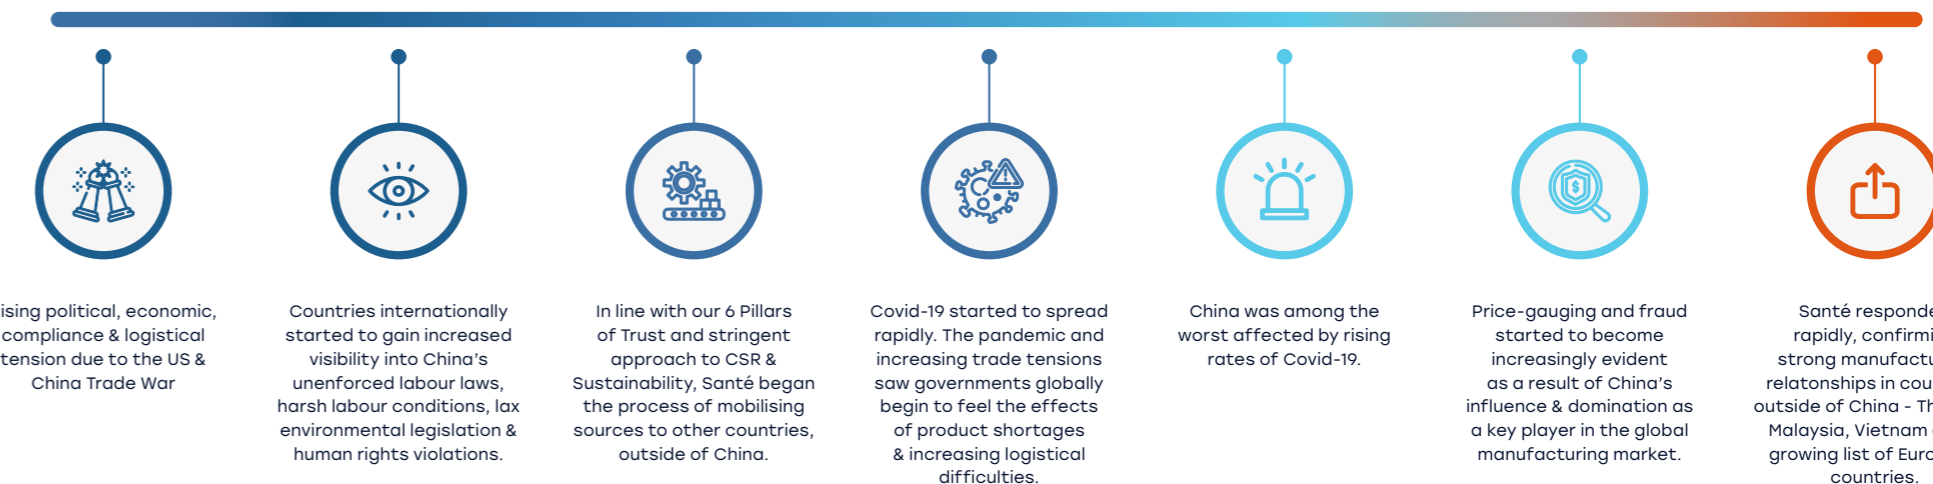 ising political, economic,
compliance & logistical
tension due to the US &
China Trade War
Countries internationally
started to gain increased
visibility into China's
unenforced labour laws,
harsh labour conditions, lax
environmental legislation &
human rights violations.
In line with our 6 Pillars
of Trust and stringent
approach to CSR &
Sustainability, Santé began
the process of mobilising
sources to other countries,
outside of China.
Covid-19 started to spread
rapidly. The pandemic and
increasing trade tensions
saw governments globally
begin to feel the effects
of product shortages
& increasing logistical
difficulties.
China was among the
worst affected by rising
rates of Covid-19.
Price-gauging and fraud
started to become
increasingly evident
as a result of China's
influence & domination as
a key player in the global
manufacturing market.
Santé responde
rapidly, confirmi
strong manufactu
relatonships in cou
outside of China - Th
Malaysia, Vietnam
growing list of Euro
countries.